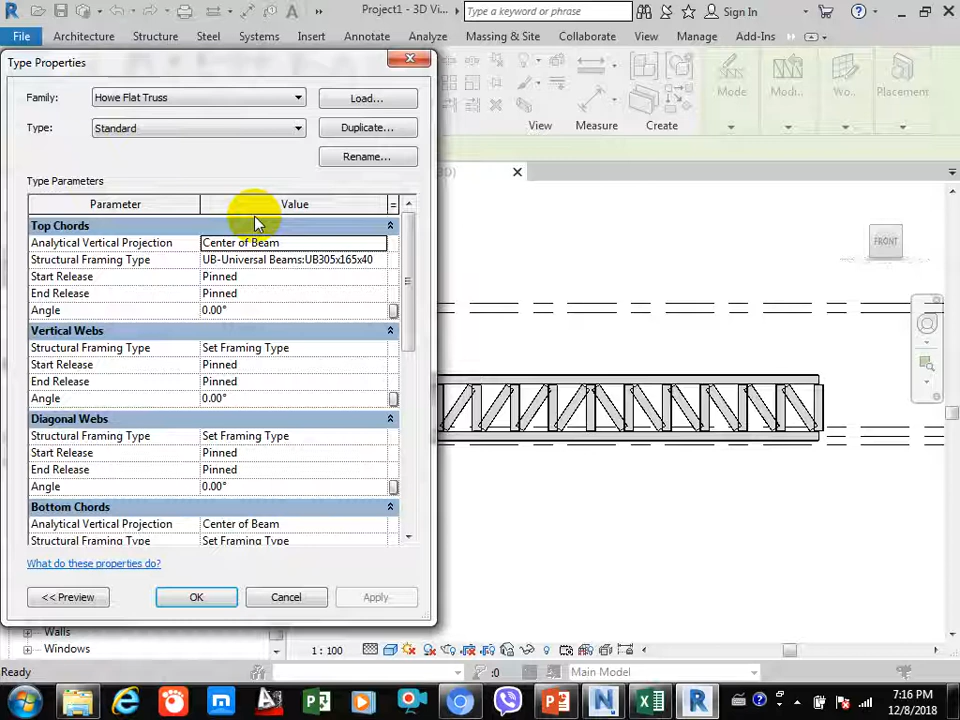 Project1 - 3D View...
Type a keyword or phrase
Sign In
File
Architecture
Structure
Steel
Systems
Insert
Annotate
Analyze
Massing & Site
Collaborate
View
Manage
Add-Ins
Type Properties
Family:
Howe Flat Truss
Load...
Type:
Standard
Duplicate...
Rename...
Type Parameters
Parameter
Value
=
Top Chords
Analytical Vertical Projection
Center of Beam
Structural Framing Type
UB-Universal Beams:UB305x165x40
Start Release
Pinned
End Release
Pinned
Angle
0.00°
Vertical Webs
Structural Framing Type
Set Framing Type
Start Release
Pinned
End Release
Pinned
Angle
0.00°
Diagonal Webs
Structural Framing Type
Set Framing Type
Start Release
Pinned
End Release
Pinned
Angle
0.00°
Bottom Chords
Analytical Vertical Projection
Center of Beam
Structural Framing Type
Set Framing Type
What do these properties do?
<< Preview
OK
Cancel
Apply
View
Measure
Create
Mode
Modi...
Wo...
Placement
FRONT
Walls
Windows
1 : 100
Ready
:0
Main Model
7:16 PM
12/8/2018